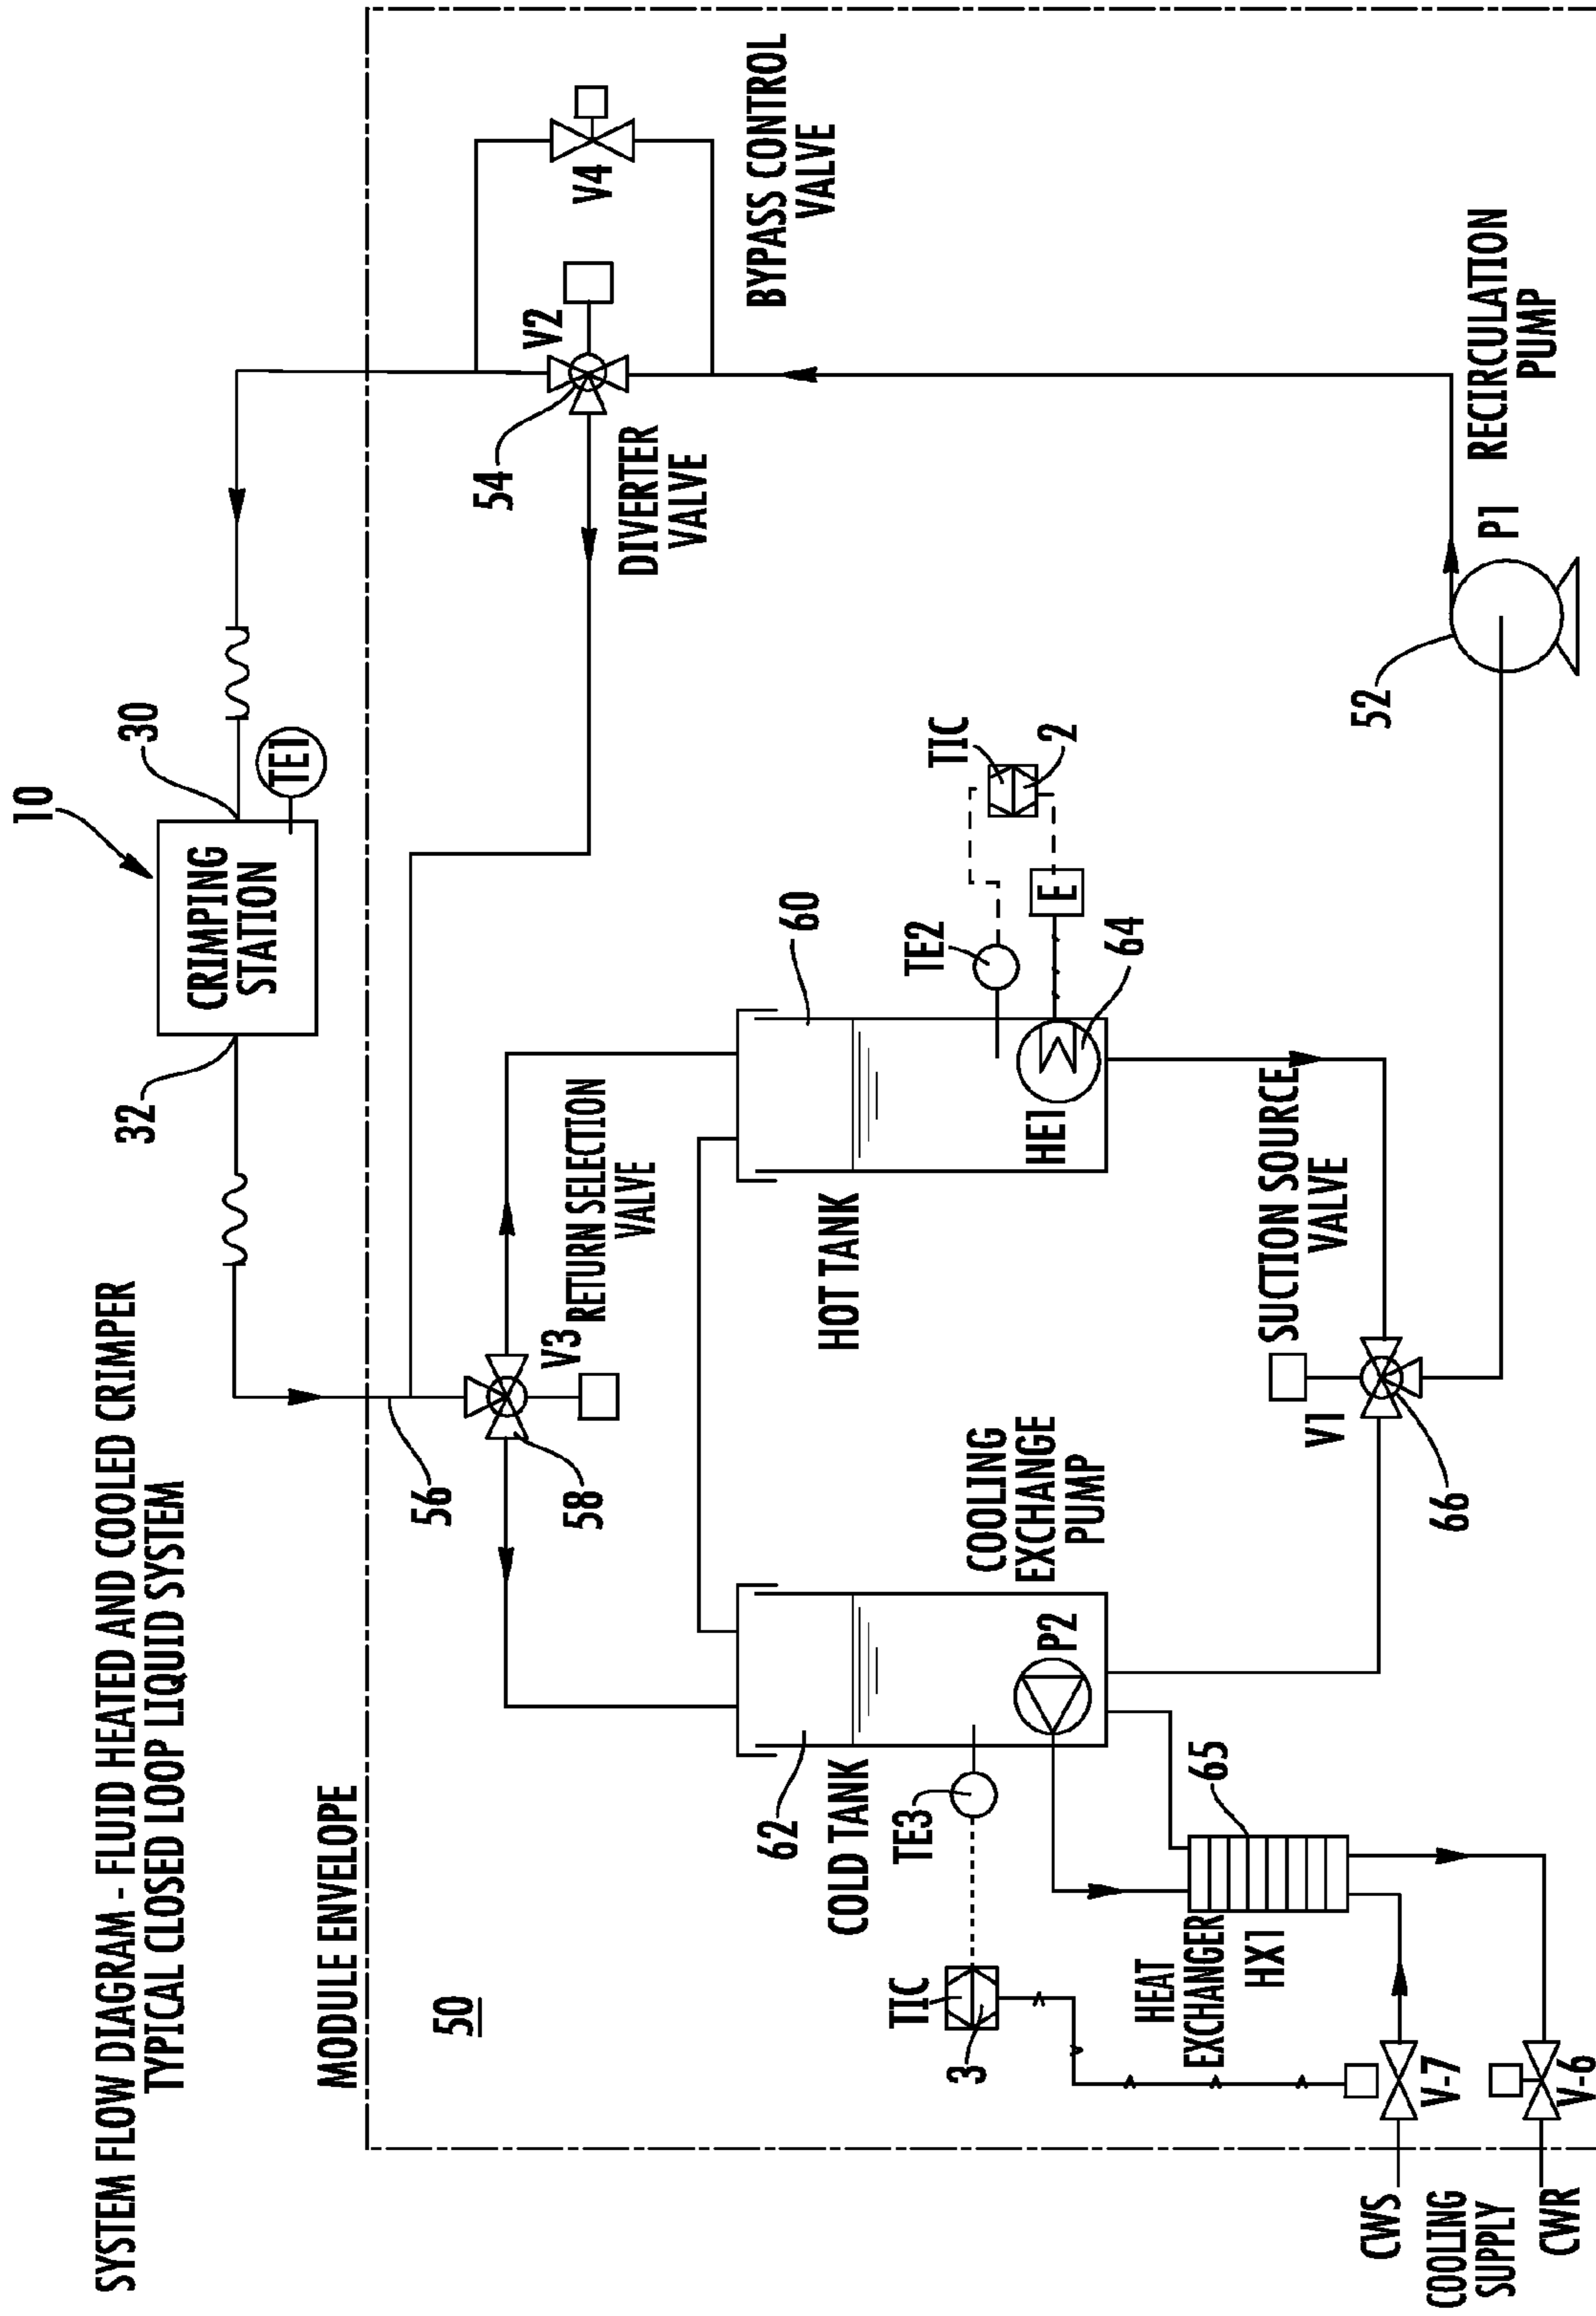 SYSTEM FLOW DIAGRAM - FLUID HEATED AND COOLED CRIMPER
TYPICAL CLOSED LOOP LIQUID SYSTEM
10
CRIMPING
STATION
30
32
TE1
MODULE ENVELOPE
50
56
58
V3
RETURN SELECTION
VALVE
54
V2
DIVERTER
VALVE
V4
BYPASS CONTROL
VALVE
62
COLD TANK
TE3
TIC
3
COOLING
EXCHANGE
PUMP
P2
HOT TANK
60
TE2
TIC
2
E
HE1
64
65
HEAT
EXCHANGER
HX1
SUCTION SOURCE
VALVE
V1
66
52
P1
RECIRCULATION
PUMP
CWS
V-7
COOLING
SUPPLY
CWR
V-6